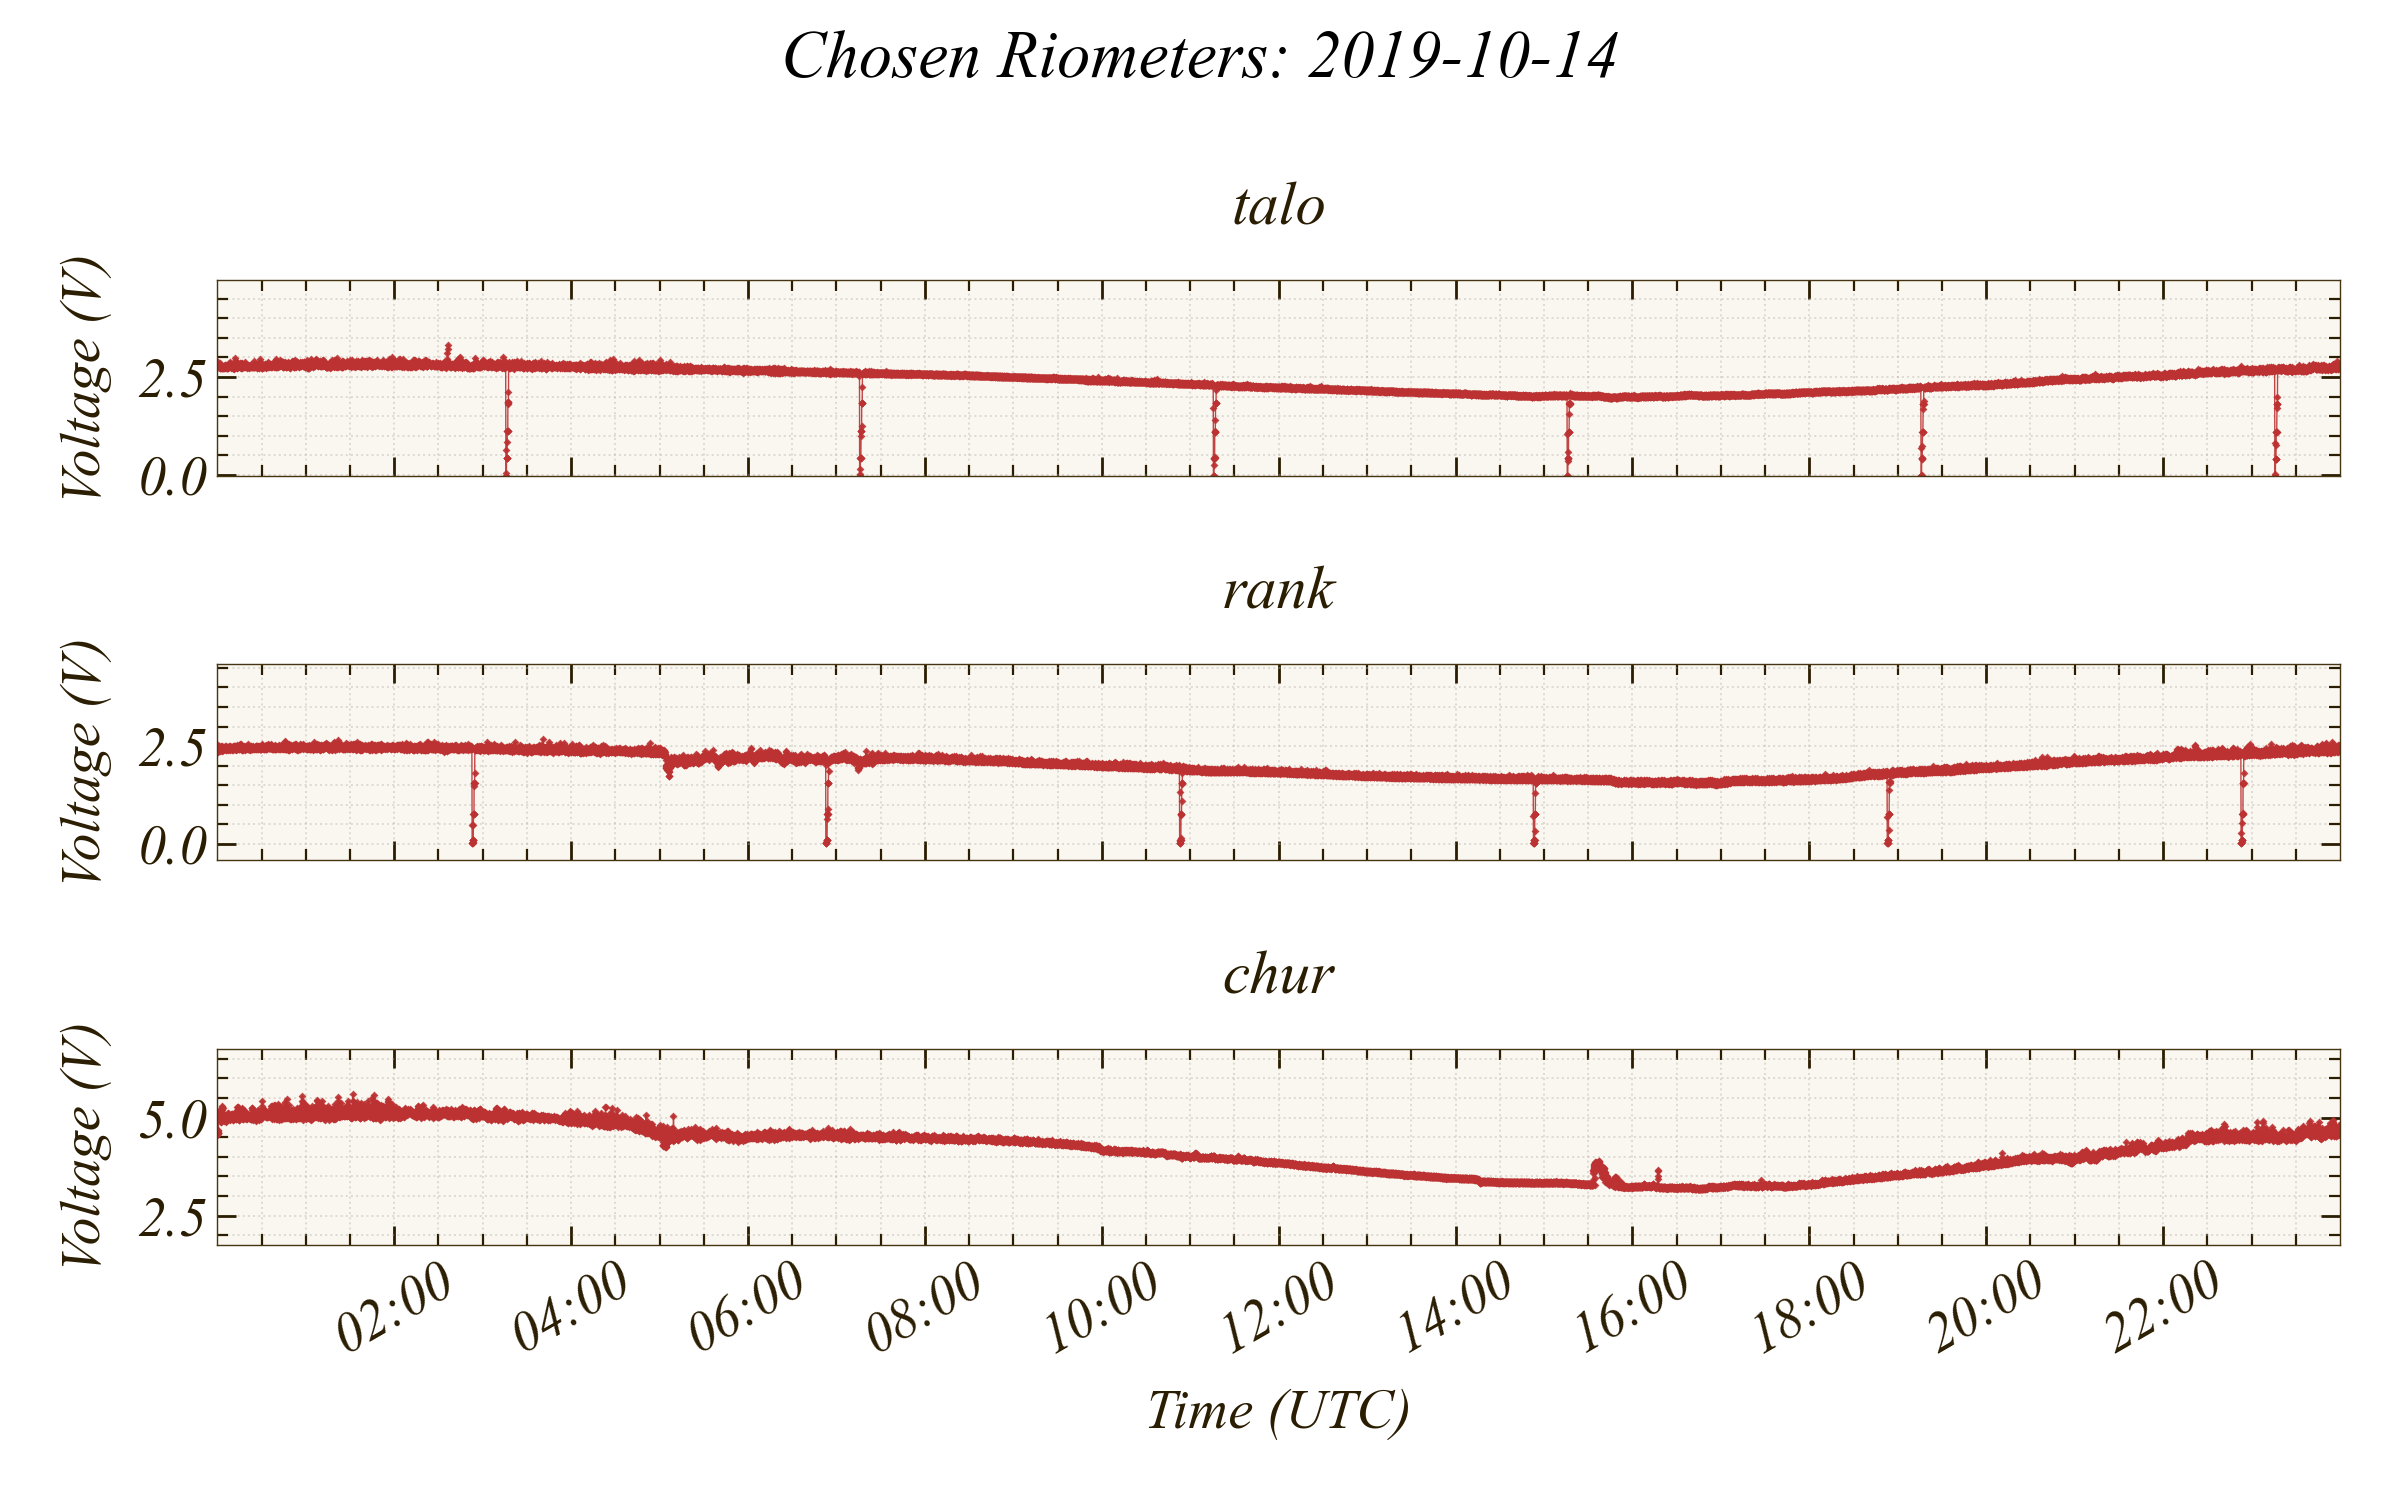 Chosen Riometers: 2019-10-14
talo
Voltage (V)
2.5
0.0
rank
Voltage (V)
2.5
0.0
chur
Voltage (V)
5.0
2.5
02:00 04:00 06:00 08:00 10:00 12:00 14:00 16:00 18:00 20:00 22:00
Time (UTC)